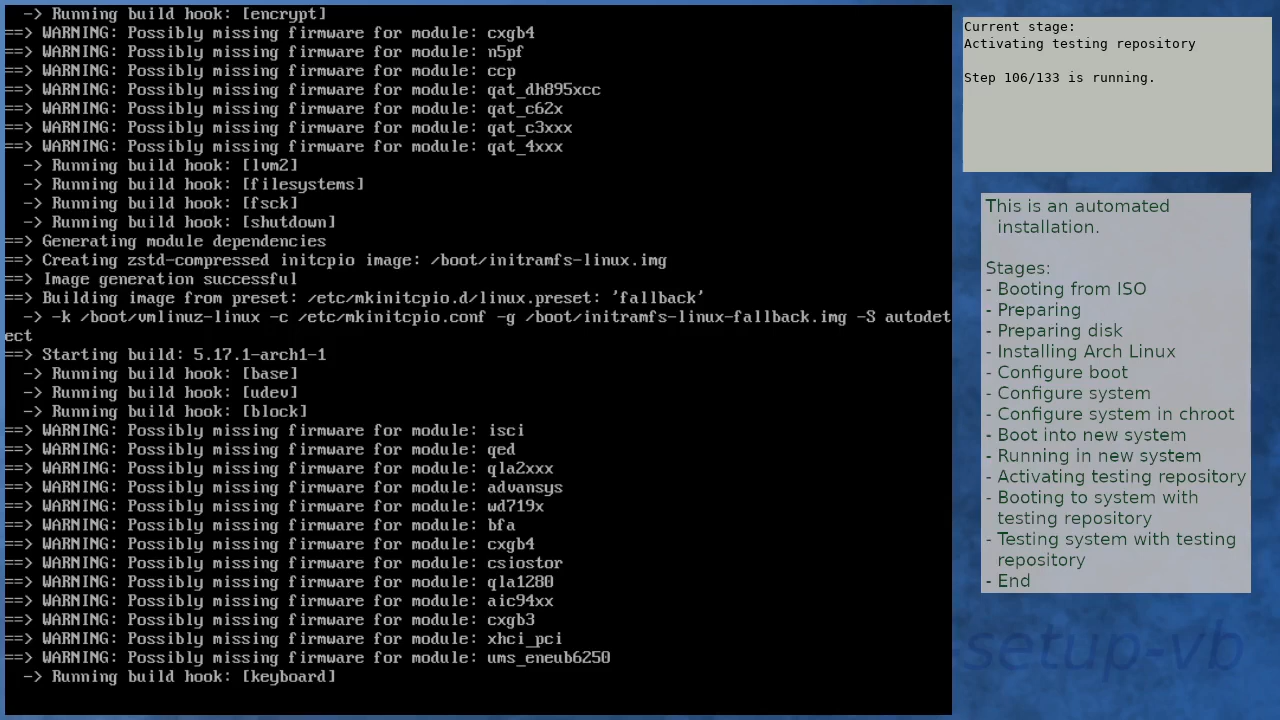 -> Running build hook: [encrypt]
==> WARNING: Possibly missing firmware for module: cxgb4
==> WARNING: Possibly missing firmware for module: n5pf
==> WARNING: Possibly missing firmware for module: ccp
==> WARNING: Possibly missing firmware for module: qat_dh895xcc
==> WARNING: Possibly missing firmware for module: qat_c62x
==> WARNING: Possibly missing firmware for module: qat_c3xxx
==> WARNING: Possibly missing firmware for module: qat_4xxx
-> Running build hook: [lvm2]
-> Running build hook: [filesystems]
-> Running build hook: [fsck]
-> Running build hook: [shutdown]
==> Generating module dependencies
==> Creating zstd-compressed initcpio image: /boot/initramfs-linux.img
==> Image generation successful
==> Building image from preset: /etc/mkinitcpio.d/linux.preset: 'fallback'
-> -k /boot/vmlinuz-linux -c /etc/mkinitcpio.conf -g /boot/initramfs-linux-fallback.img -S autodet
ect
==> Starting build: 5.17.1-arch1-1
-> Running build hook: [base]
-> Running build hook: [udev]
-> Running build hook: [block]
==> WARNING: Possibly missing firmware for module: isci
==> WARNING: Possibly missing firmware for module: qed
==> WARNING: Possibly missing firmware for module: qla2xxx
==> WARNING: Possibly missing firmware for module: advansys
==> WARNING: Possibly missing firmware for module: wd719x
==> WARNING: Possibly missing firmware for module: bfa
==> WARNING: Possibly missing firmware for module: cxgb4
==> WARNING: Possibly missing firmware for module: csiostor
==> WARNING: Possibly missing firmware for module: qla1280
==> WARNING: Possibly missing firmware for module: aic94xx
==> WARNING: Possibly missing firmware for module: cxgb3
==> WARNING: Possibly missing firmware for module: xhci_pci
==> WARNING: Possibly missing firmware for module: ums_eneub6250
-> Running build hook: [keyboard]
Current stage:
Activating testing repository
Step 106/133 is running.
This is an automated
installation.
Stages:
- Booting from ISO
- Preparing
- Preparing disk
- Installing Arch Linux
- Configure boot
- Configure system
- Configure system in chroot
- Boot into new system
- Running in new system
- Activating testing repository
- Booting to system with
testing repository
- Testing system with testing
repository
- End
setup-vb